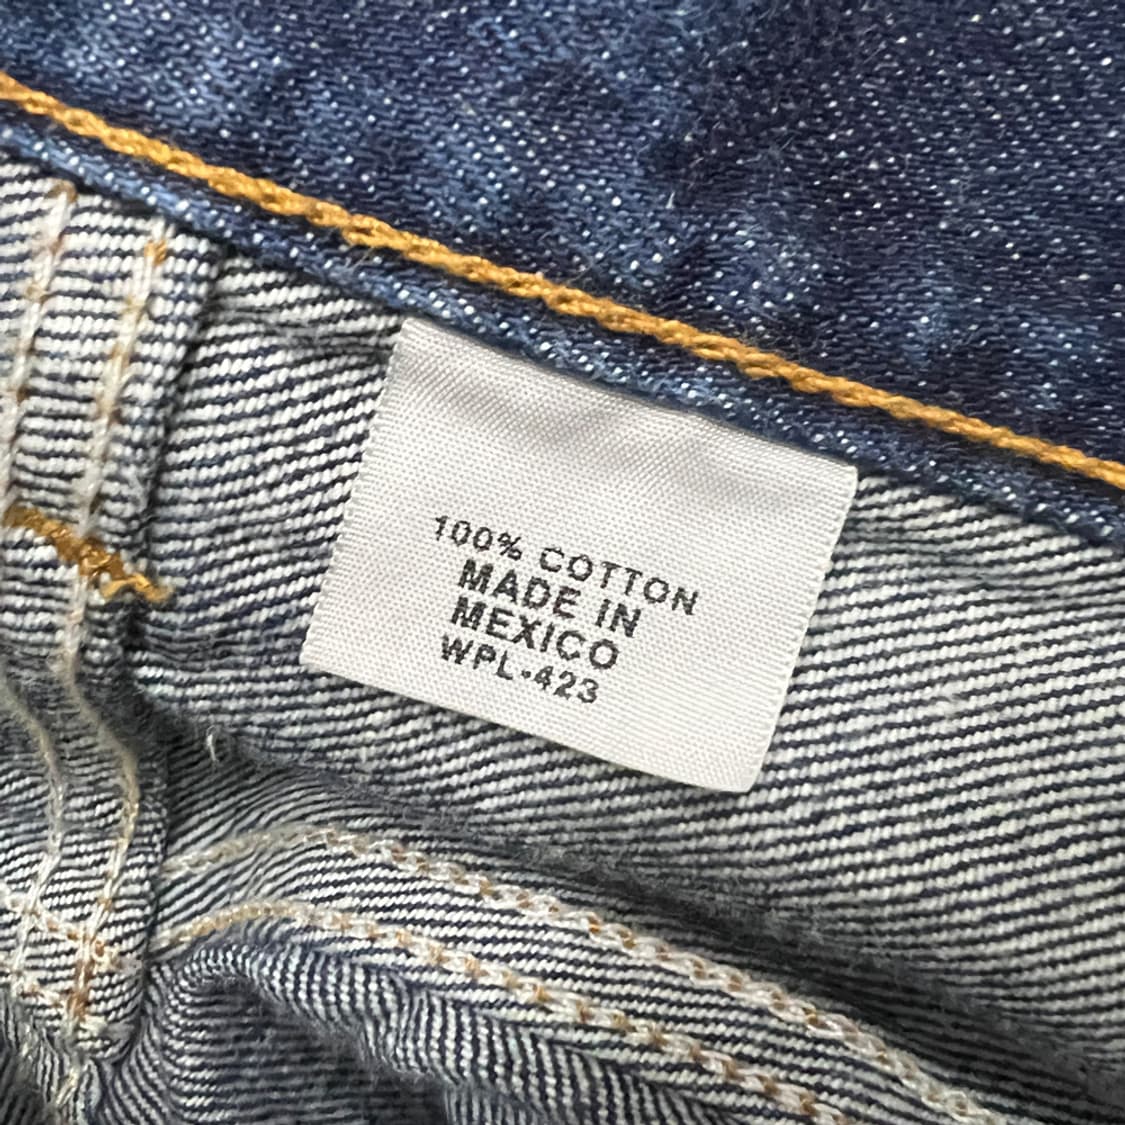 100% COTTON
MADE IN
MEXICO
WPL-423